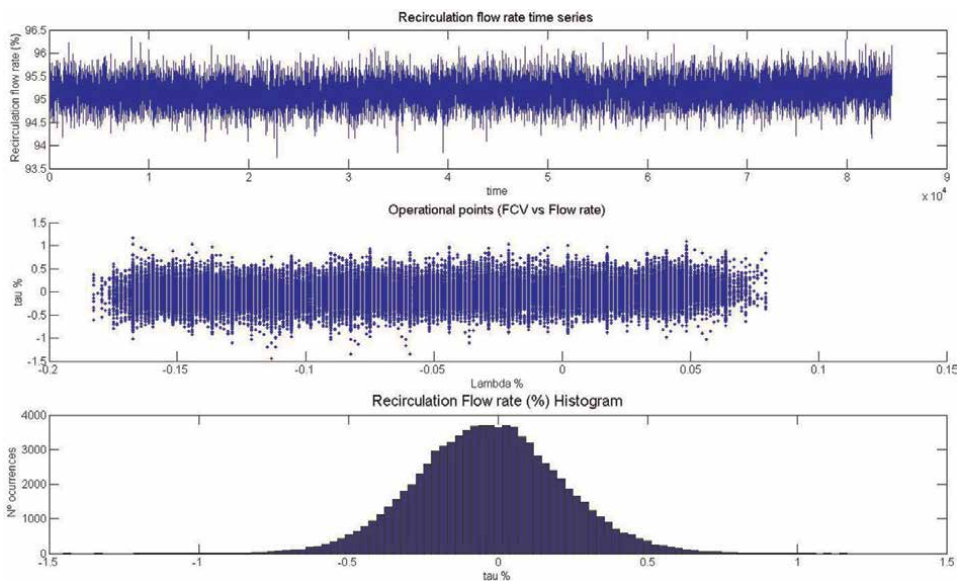 Recirculation flow rate time series
Recirculation flow rate [%]
96.5
96
95.5
95
94.5
94
93.5
0 1 2 3 4 5 6 7 8 9
time
x 10^4
Operational points (FCV vs Flow rate)
tau %
1.5
1
0.5
0
-0.5
-1
-1.5
-0.2 -0.15 -0.1 -0.05 0 0.05 0.1 0.15
Lambda %
Recirculation Flow rate (%) Histogram
Nº ocurrences
4000
3000
2000
1000
0
-1.5 -1 -0.5 0 0.5 1 1.5
tau %